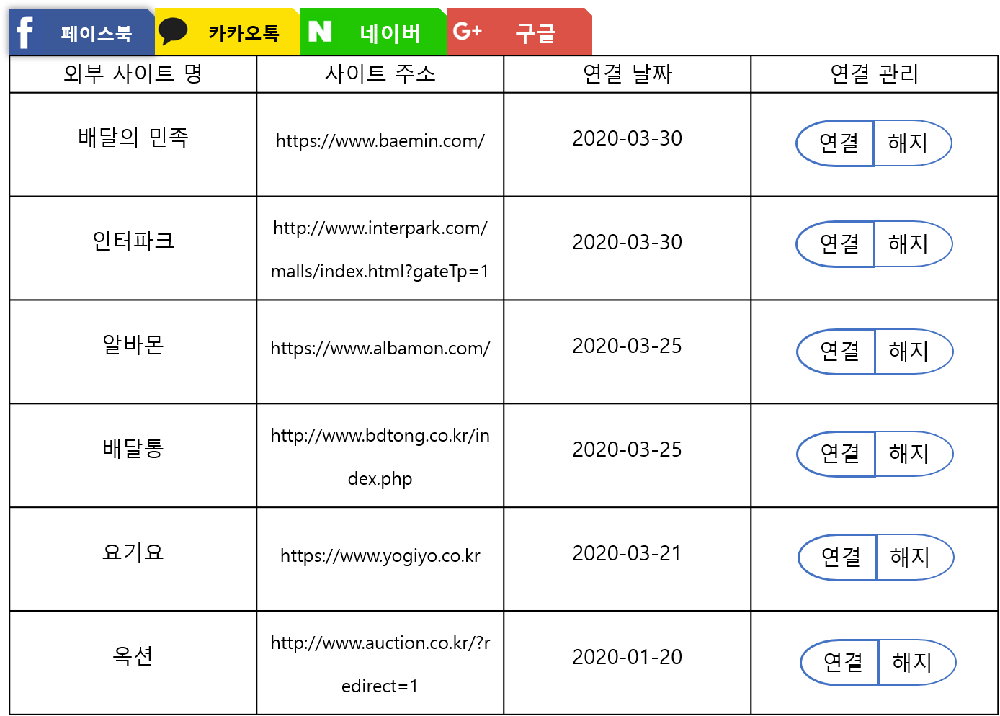 f 페이스북 카카오톡 N 네이버 G+ 구글
외부 사이트 명 사이트 주소 연결 날짜 연결 관리
배달의 민족 https://www.baemin.com/ 2020-03-30 연결 해지
인터파크 http://www.interpark.com/ 2020-03-30 연결 해지
malls/index.html?gateTp=1
알바몬 https://www.albamon.com/ 2020-03-25 연결 해지
배달통 http://www.bdtong.co.kr/in 2020-03-25 연결 해지
dex.php
요기요 https://www.yogiyo.co.kr 2020-03-21 연결 해지
옥션 http://www.auction.co.kr/?r 2020-01-20 연결 해지
edirect=1